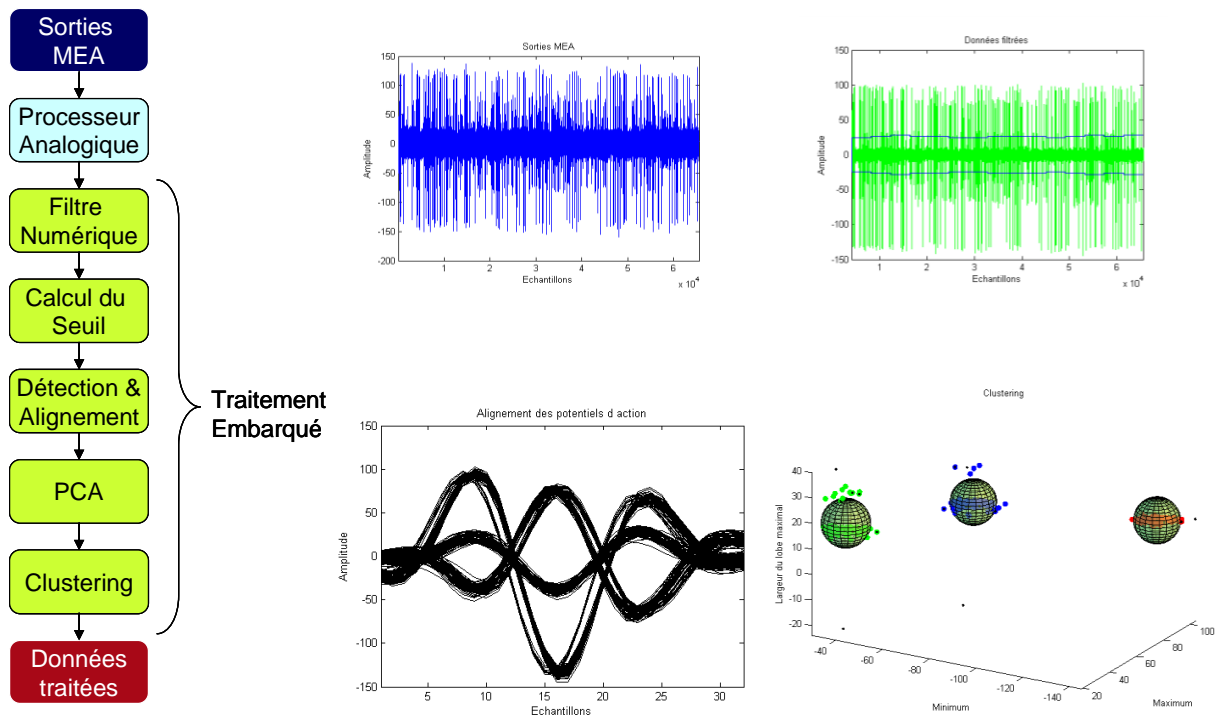 Sorties
MEA
Processeur
Analogique
Filtre
Numérique
Calcul du
Seuil
Détection &
Alignement
PCA
Clustering
Données
traitées
Traitement
Embarqué
Sorties MEA
Amplitude
150
100
50
0
-50
-100
-150
-200
1
2
3
4
5
6
x 10^4
Echantillons
Données filtrées
Amplitude
150
100
50
0
-50
-100
-150
1
2
3
4
5
6
x 10^4
Echantillons
Alignement des potentiels d action
Amplitude
150
100
50
0
-50
-100
-150
5
10
15
20
25
30
Echantillons
Clustering
Largeur du lobe maximal
40
30
20
10
0
-10
-20
-40
-60
-80
-100
-120
-140
Minimum
20
40
60
80
100
Maximum